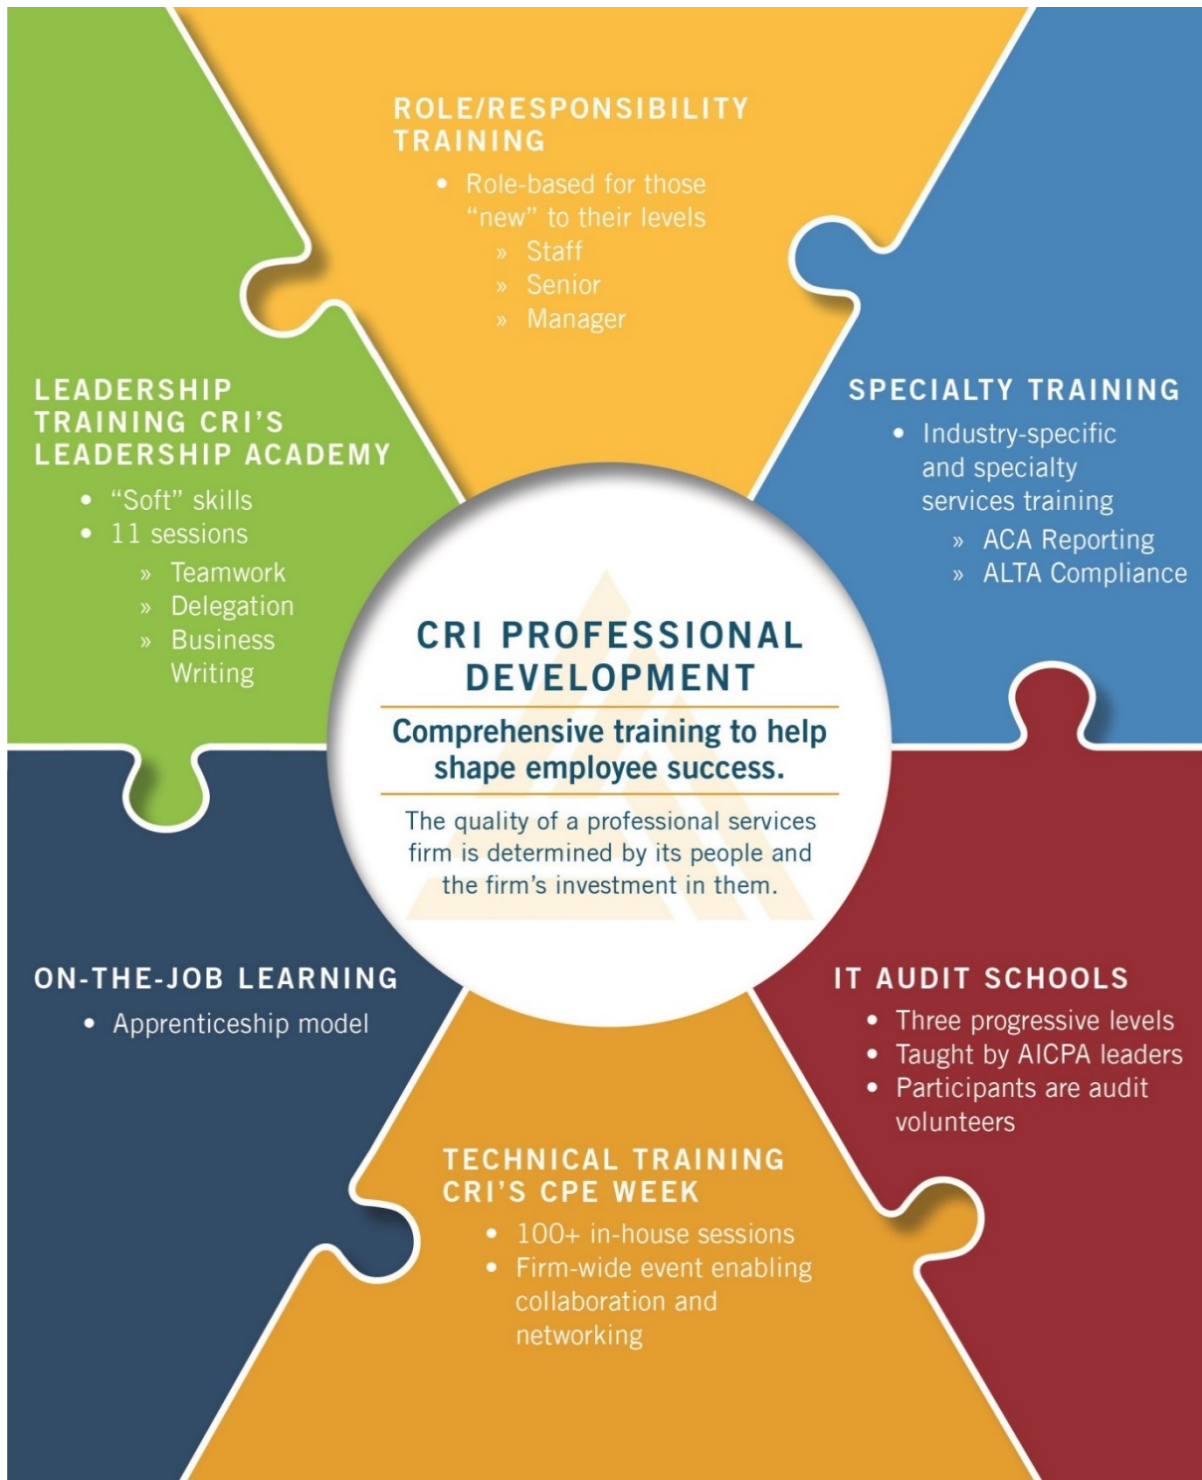 ROLE/RESPONSIBILITY
TRAINING
• Role-based for those
“new” to their levels
» Staff
» Senior
» Manager
LEADERSHIP
TRAINING CRI’S
LEADERSHIP ACADEMY
• “Soft” skills
• 11 sessions
» Teamwork
» Delegation
» Business
Writing
SPECIALTY TRAINING
• Industry-specific
and specialty
services training
» ACA Reporting
» ALTA Compliance
CRI PROFESSIONAL
DEVELOPMENT
Comprehensive training to help
shape employee success.
The quality of a professional services
firm is determined by its people and
the firm’s investment in them.
ON-THE-JOB LEARNING
• Apprenticeship model
IT AUDIT SCHOOLS
• Three progressive levels
• Taught by AICPA leaders
• Participants are audit
volunteers
TECHNICAL TRAINING
CRI’S CPE WEEK
• 100+ in-house sessions
• Firm-wide event enabling
collaboration and
networking